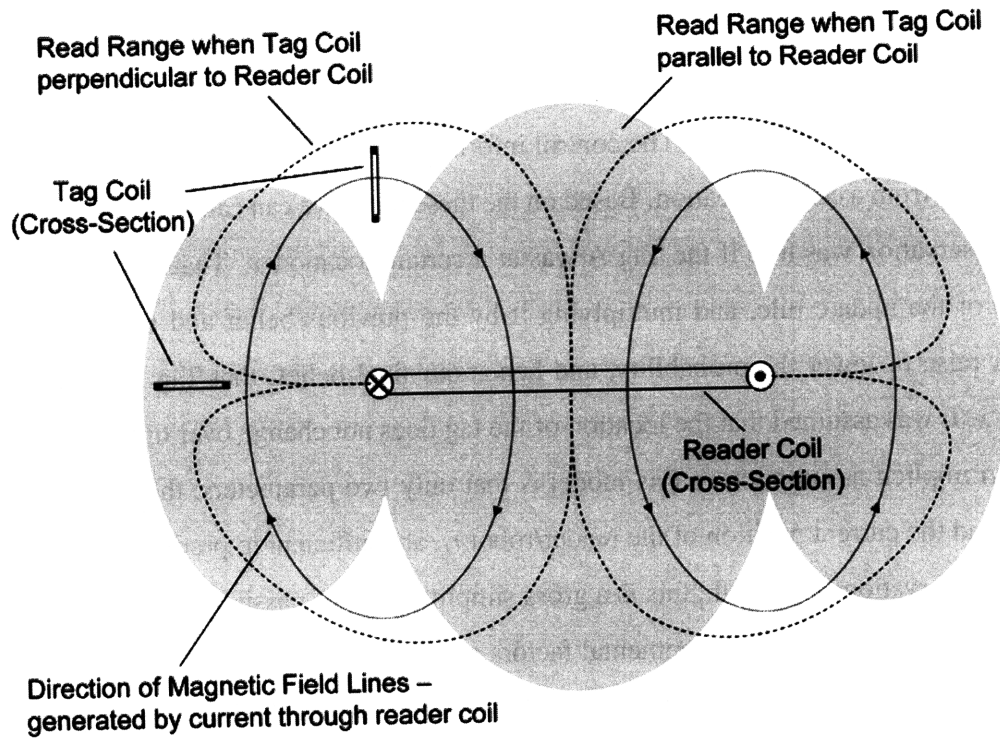 Read Range when Tag Coil
perpendicular to Reader Coil
Read Range when Tag Coil
parallel to Reader Coil
Tag Coil
(Cross-Section)
Reader Coil
(Cross-Section)
Direction of Magnetic Field Lines –
generated by current through reader coil